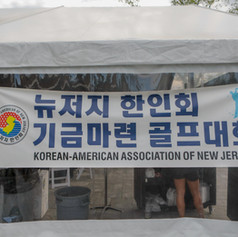 뉴저지 한인회
기금마련 골프대회
KOREAN-AMERICAN ASSOCIATION OF NEW JER